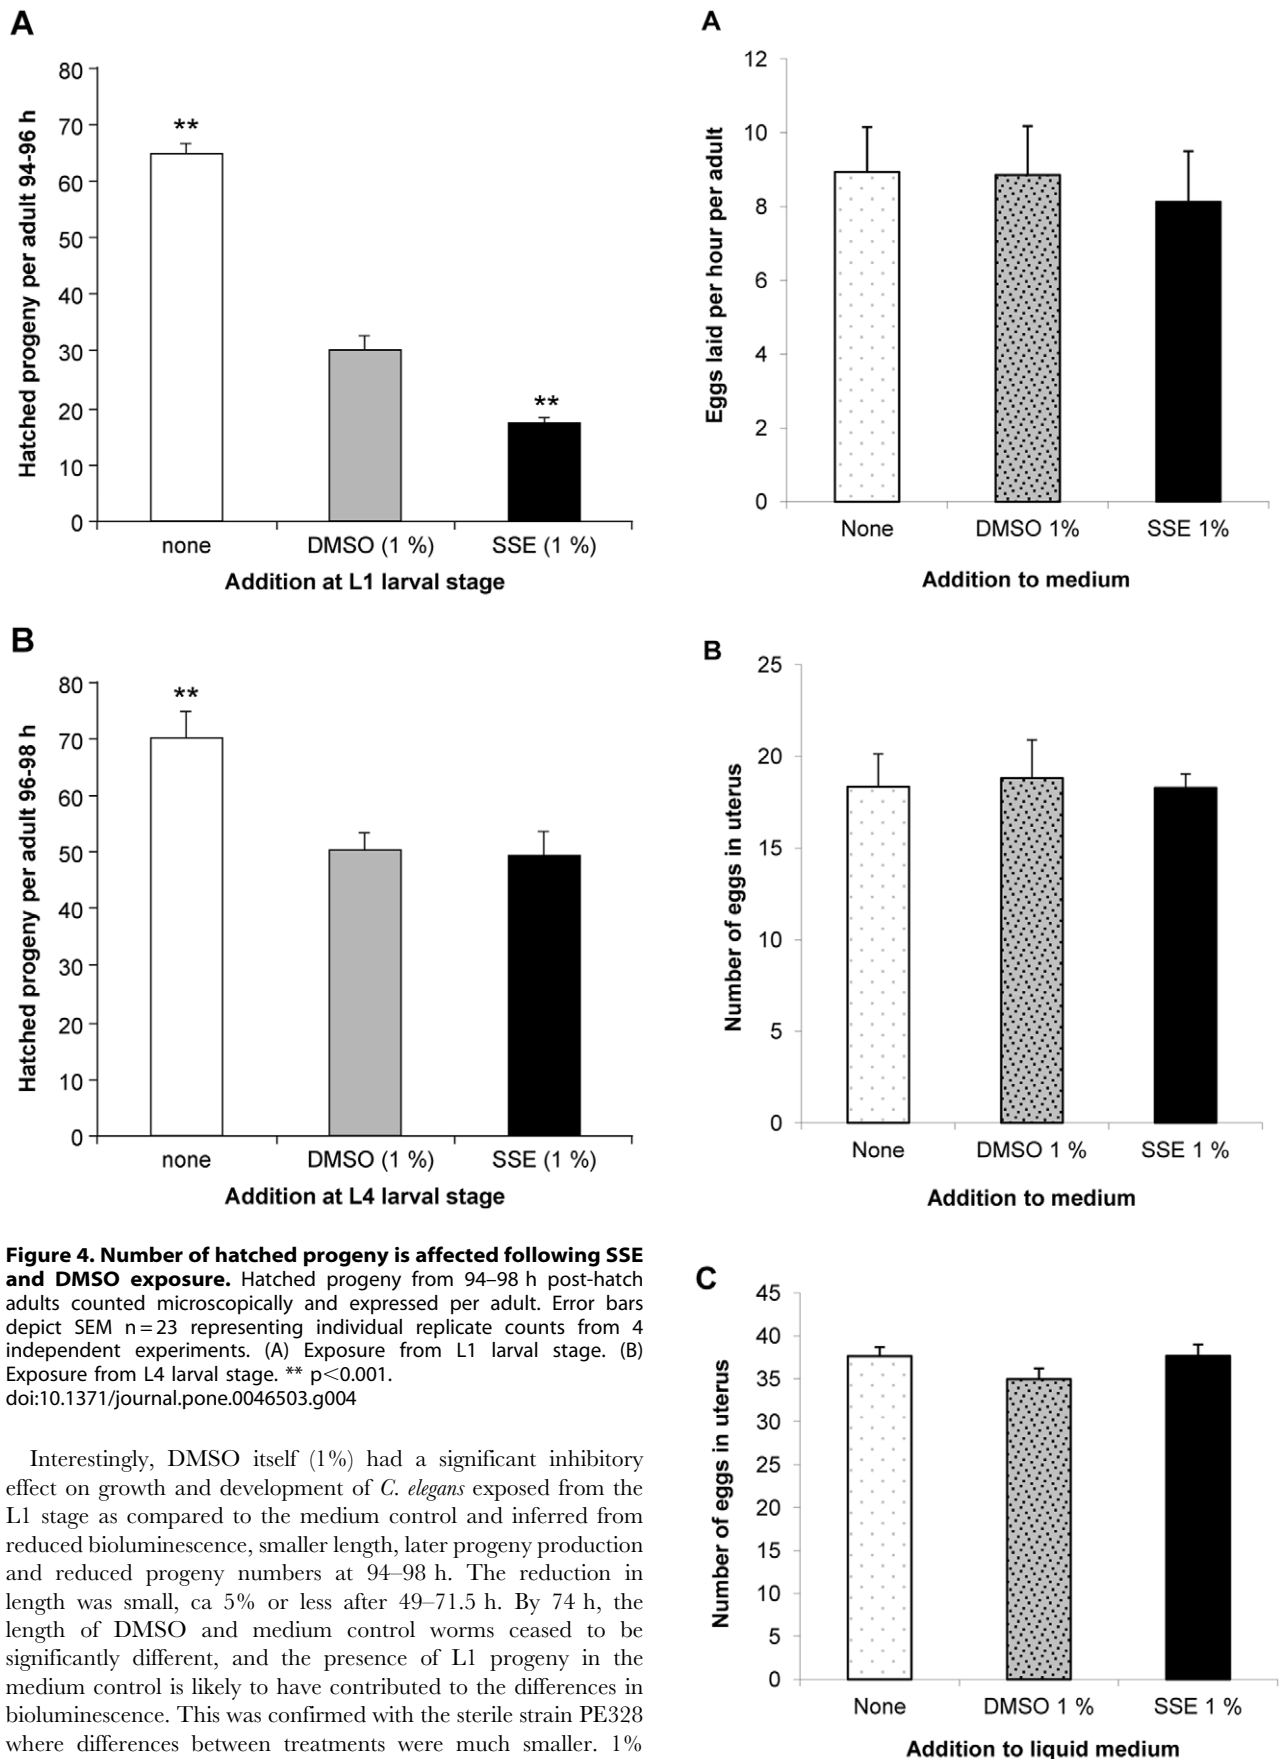 A
80
70
60
50
40
30
20
10
0
Hatched progeny per adult 94-96 h
**
**
none
DMSO (1 %)
SSE (1 %)
Addition at L1 larval stage
B
80
70
60
50
40
30
20
10
0
Hatched progeny per adult 96-98 h
**
none
DMSO (1 %)
SSE (1 %)
Addition at L4 larval stage
Figure 4. Number of hatched progeny is affected following SSE
and DMSO exposure. Hatched progeny from 94–98 h post-hatch
adults counted microscopically and expressed per adult. Error bars
depict SEM n=23 representing individual replicate counts from 4
independent experiments. (A) Exposure from L1 larval stage. (B)
Exposure from L4 larval stage. ** p<0.001.
doi:10.1371/journal.pone.0046503.g004
Interestingly, DMSO itself (1%) had a significant inhibitory
effect on growth and development of C. elegans exposed from the
L1 stage as compared to the medium control and inferred from
reduced bioluminescence, smaller length, later progeny production
and reduced progeny numbers at 94–98 h. The reduction in
length was small, ca 5% or less after 49–71.5 h. By 74 h, the
length of DMSO and medium control worms ceased to be
significantly different, and the presence of L1 progeny in the
medium control is likely to have contributed to the differences in
bioluminescence. This was confirmed with the sterile strain PE328
where differences between treatments were much smaller. 1%
A
12
10
8
6
4
2
0
Eggs laid per hour per adult
None
DMSO 1%
SSE 1%
Addition to medium
B
25
20
15
10
5
0
Number of eggs in uterus
None
DMSO 1 %
SSE 1 %
Addition to medium
C
45
40
35
30
25
20
15
10
5
0
Number of eggs in uterus
None
DMSO 1 %
SSE 1 %
Addition to liquid medium